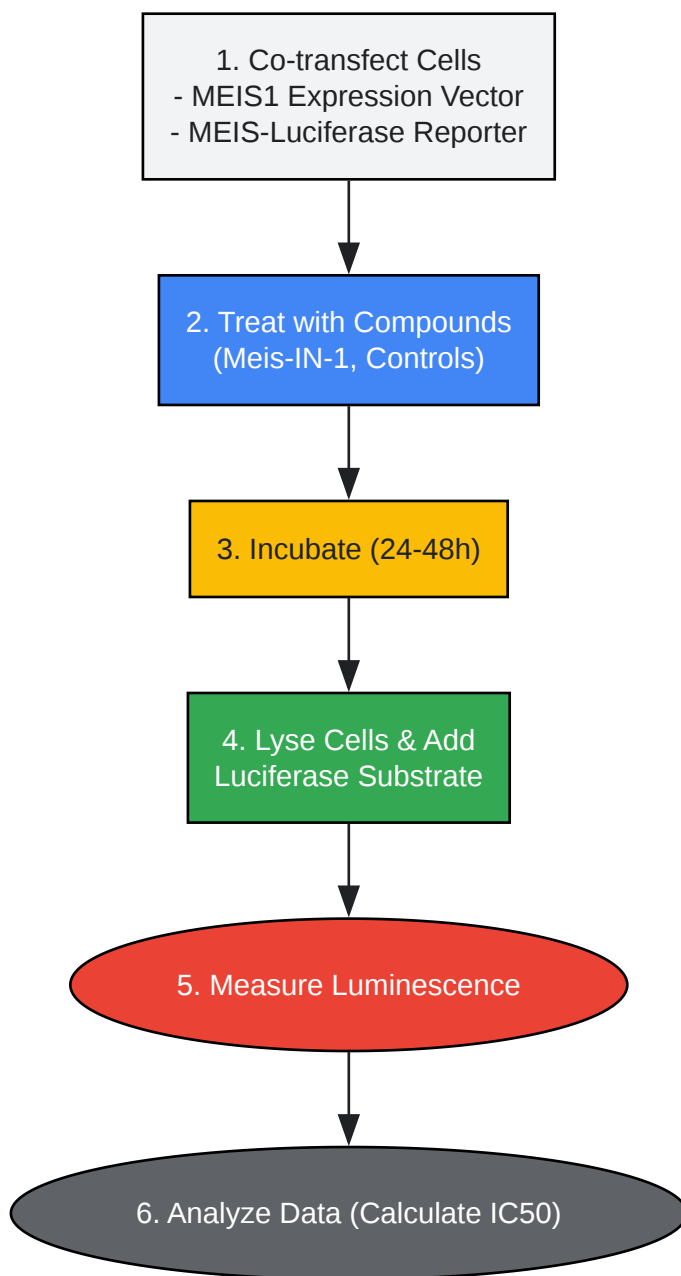 1. Co-transfect Cells
- MEIS1 Expression Vector
- MEIS-Luciferase Reporter
2. Treat with Compounds
(Meis-IN-1, Controls)
3. Incubate (24-48h)
4. Lyse Cells & Add
Luciferase Substrate
5. Measure Luminescence
6. Analyze Data (Calculate IC50)